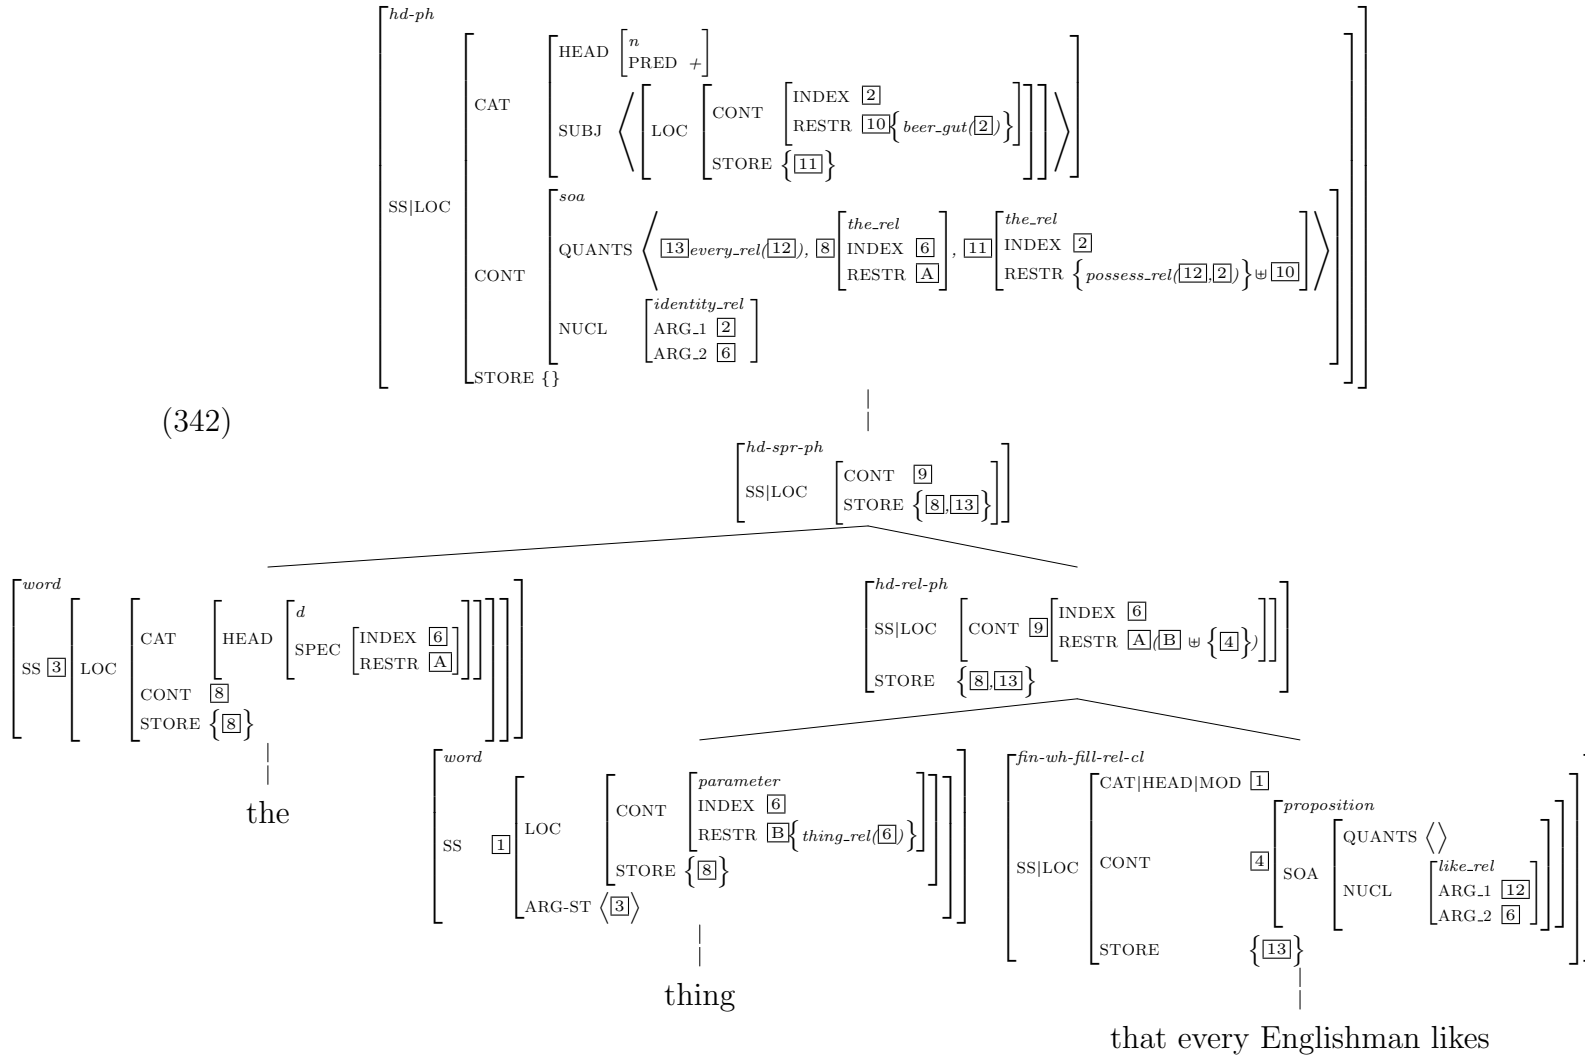 hd-ph
HEAD
n
PRED +
CAT
SUBJ
LOC
CONT
INDEX 2
RESTR 10{beer_gut(2)}
STORE {11}
SS|LOC
CONT
soa
QUANTS
13every_rel(12), 8
the_rel
INDEX 6
RESTR A
, 11
the_rel
INDEX 2
RESTR {possess_rel(12,2)}⊎10
NUCL
identity_rel
ARG_1 2
ARG_2 6
STORE {}
(342)
hd-spr-ph
SS|LOC
CONT 9
STORE {8,13}
word
SS 3
LOC
CAT
HEAD
d
SPEC
INDEX 6
RESTR A
CONT 8
STORE {8}
the
hd-rel-ph
SS|LOC
CONT 9
INDEX 6
RESTR A(B ⊎ {4})
STORE {8,13}
word
SS 1
LOC
CONT
parameter
INDEX 6
RESTR B{thing_rel(6)}
STORE {8}
ARG-ST ⟨3⟩
thing
fin-wh-fill-rel-cl
SS|LOC
CAT|HEAD|MOD 1
CONT 4
proposition
SOA
QUANTS ⟨⟩
NUCL
like_rel
ARG_1 12
ARG_2 6
STORE {13}
that every Englishman likes